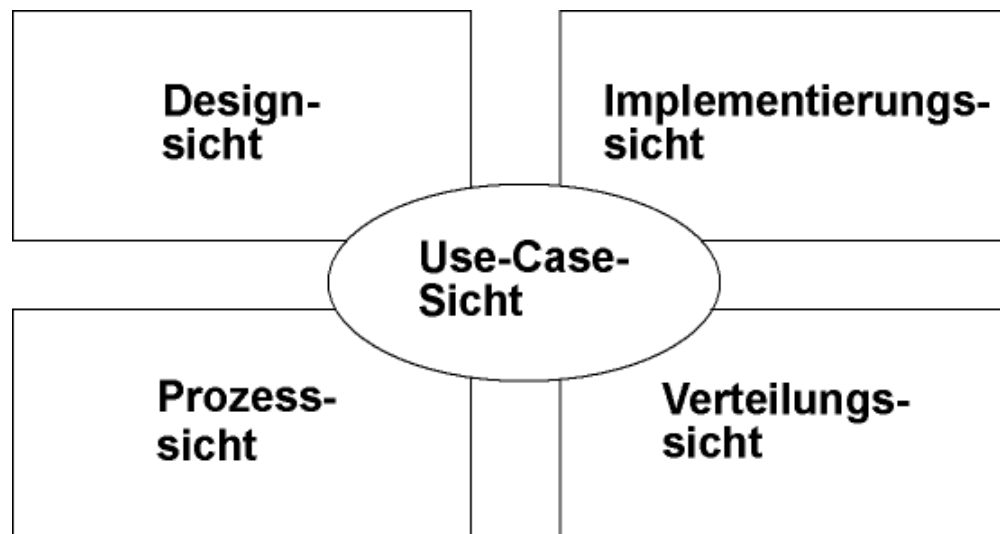 Design-
sicht
Implementierungs-
sicht
Use-Case-
Sicht
Prozess-
sicht
Verteilungs-
sicht